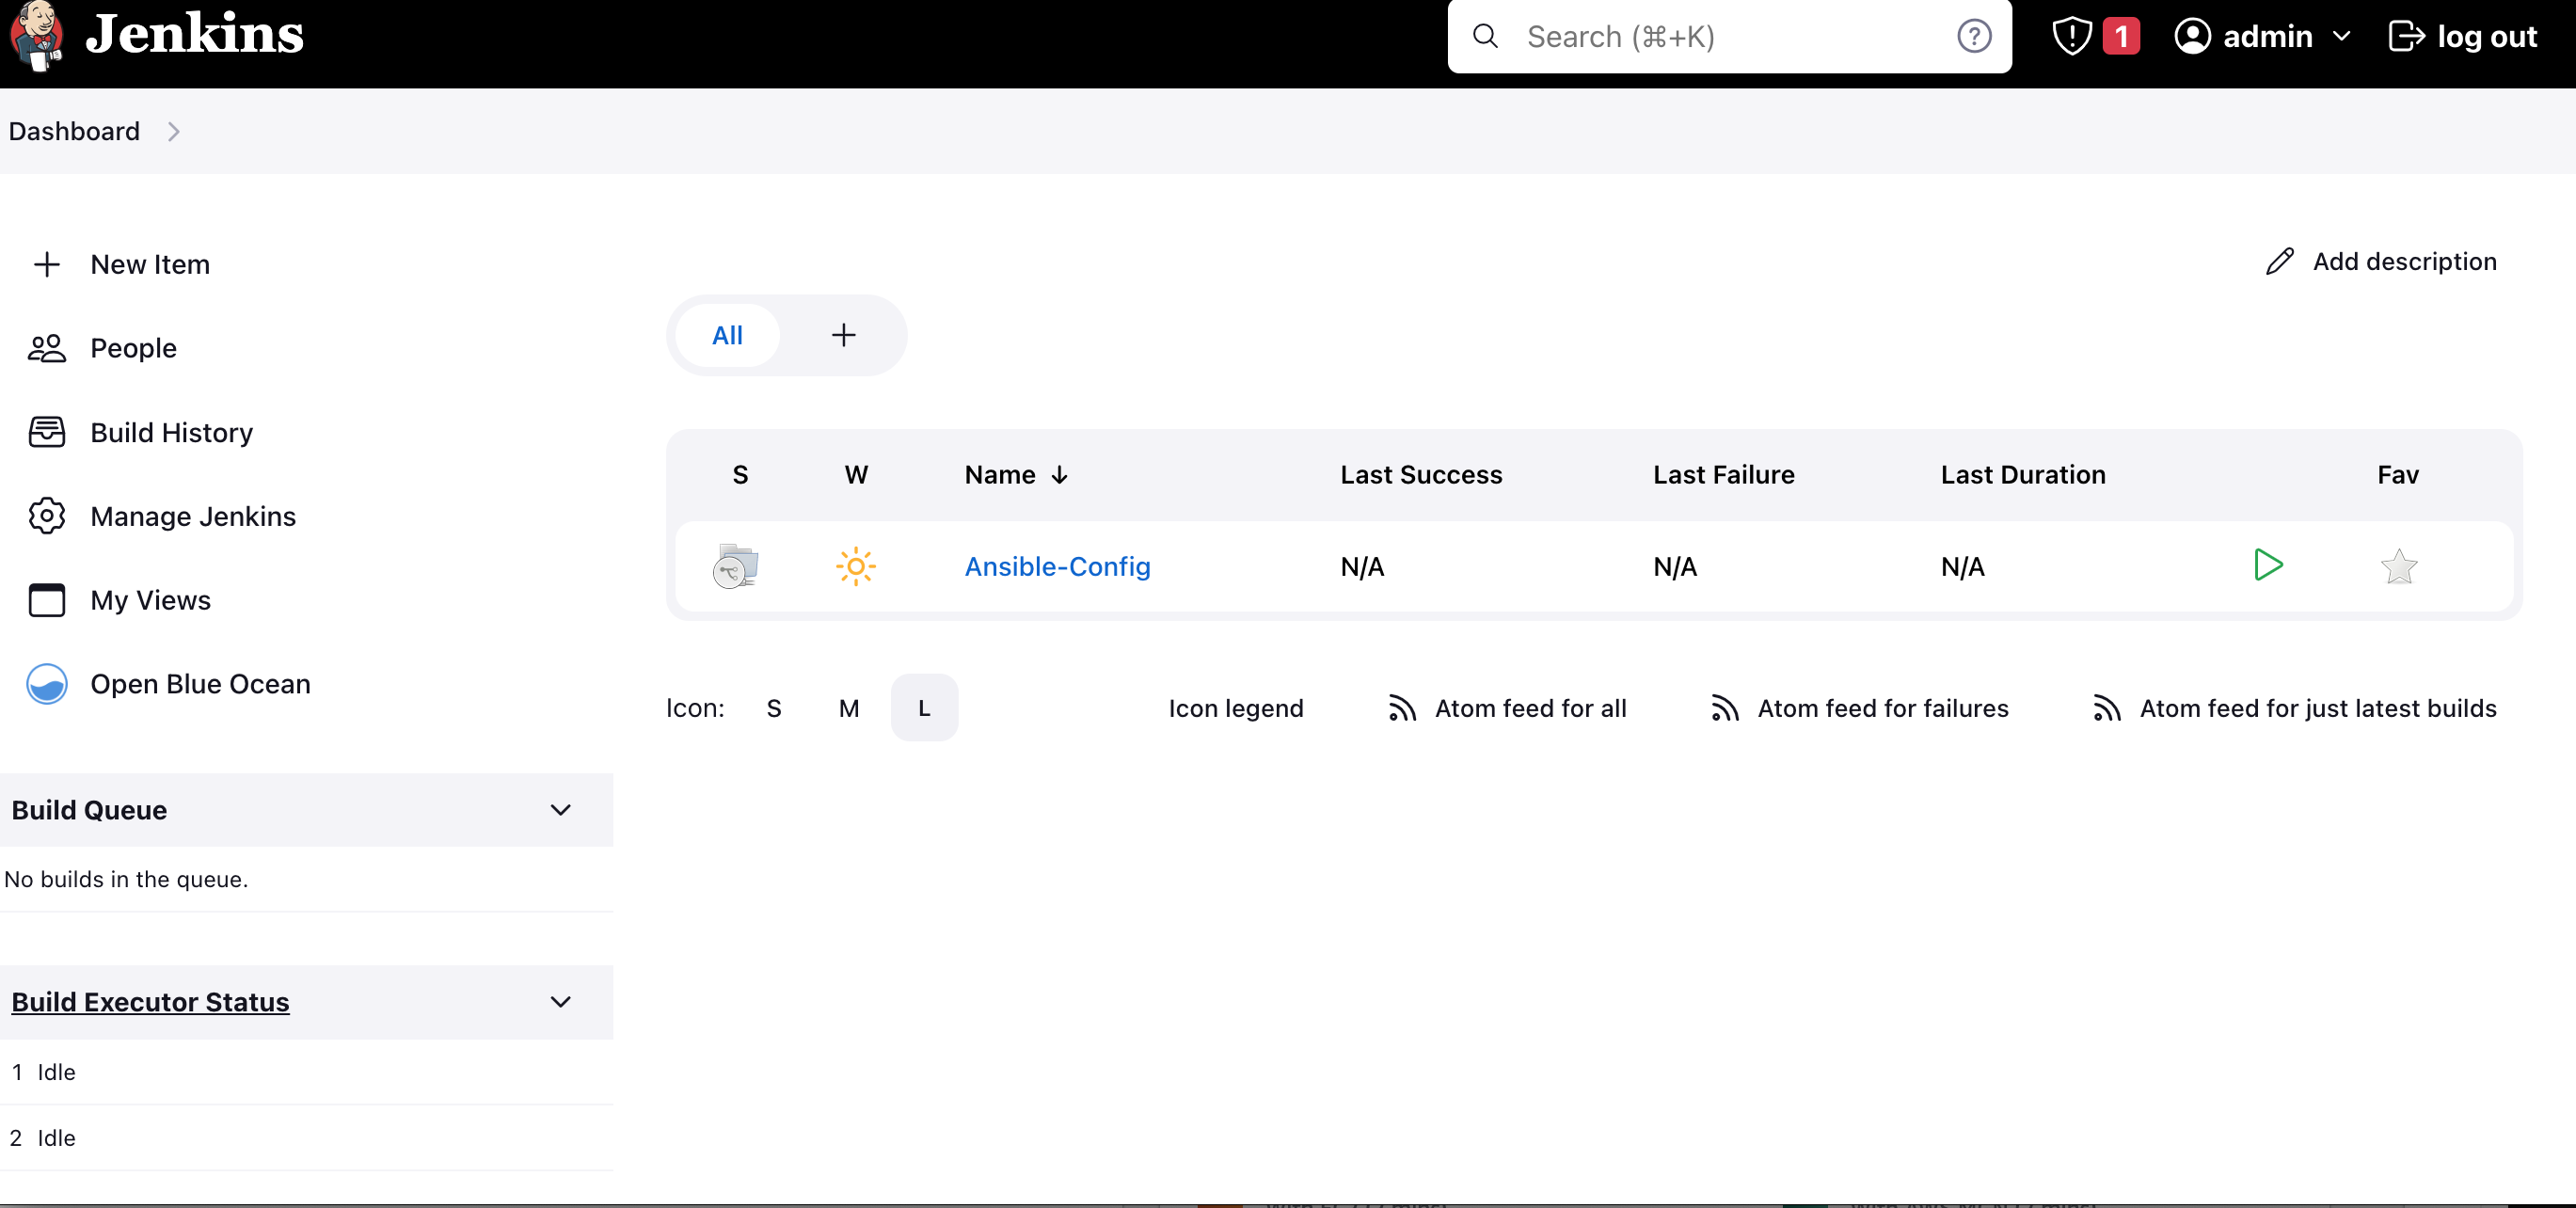 Jenkins
Search (⌘+K)
1
admin
log out
Dashboard
New Item
People
Build History
Manage Jenkins
My Views
Open Blue Ocean
Add description
All
S W Name ↓ Last Success Last Failure Last Duration Fav
Ansible-Config N/A N/A N/A
Icon: S M L Icon legend Atom feed for all Atom feed for failures Atom feed for just latest builds
Build Queue
No builds in the queue.
Build Executor Status
1 Idle
2 Idle